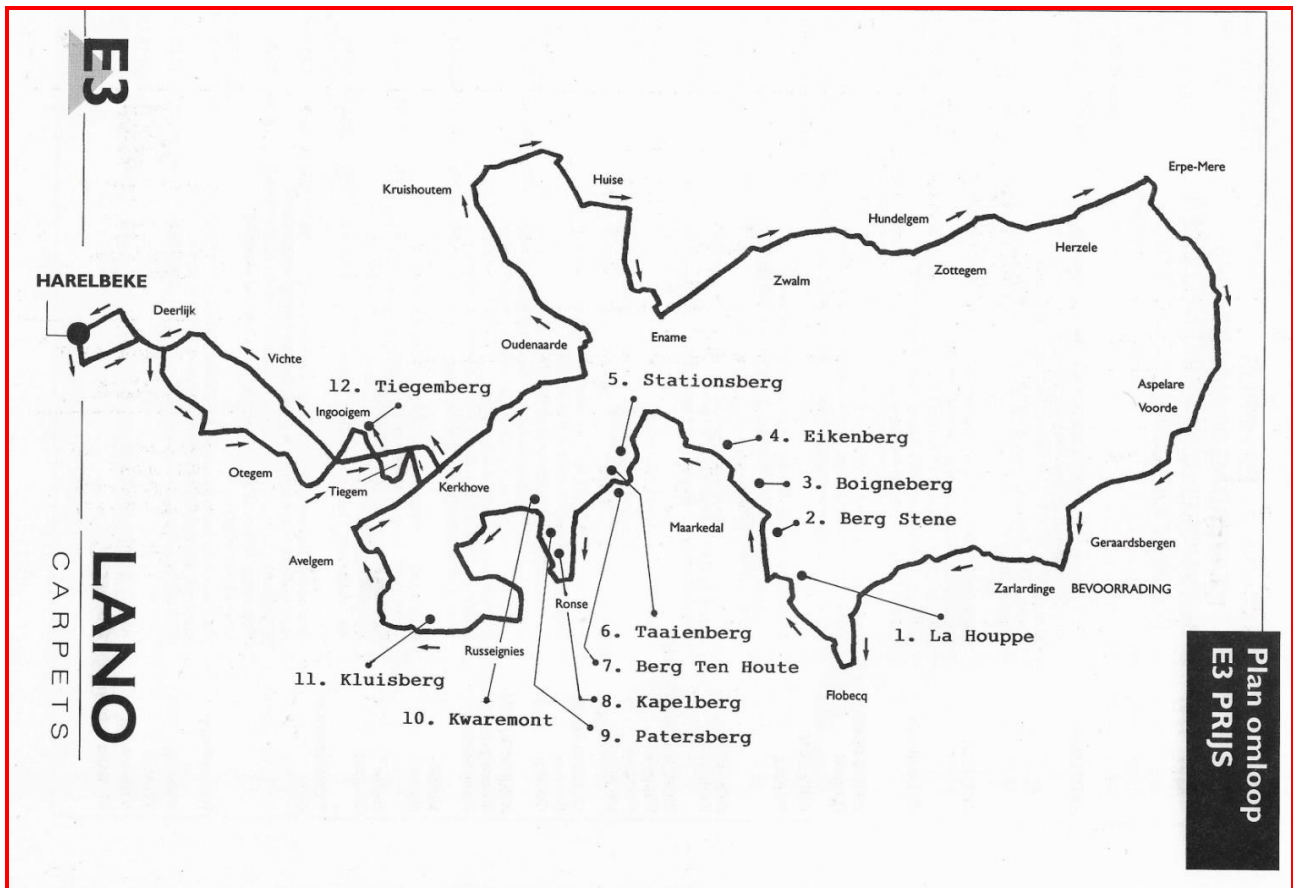 E3
LANO
CARPETS
Plan omloop
E3 PRIJS
HARELBEKE
Deerlijk
Vichte
Otegem
Ingooigem
Tiegem
Kerkhove
Avelgem
Kruishoutem
Huise
Oudenaarde
Ename
Zwalm
Hundelgem
Zottegem
Herzele
Erpe-Mere
Aspelare
Voorde
Geraardsbergen
Zarlardinge BEVOORRADING
Flobecq
Maarkedal
Ronse
Russeignies
1. La Houppe
2. Berg Stene
3. Boigneberg
4. Eikenberg
5. Stationsberg
6. Taaienberg
7. Berg Ten Houte
8. Kapelberg
9. Patersberg
10. Kwaremont
11. Kluisberg
12. Tiegemberg